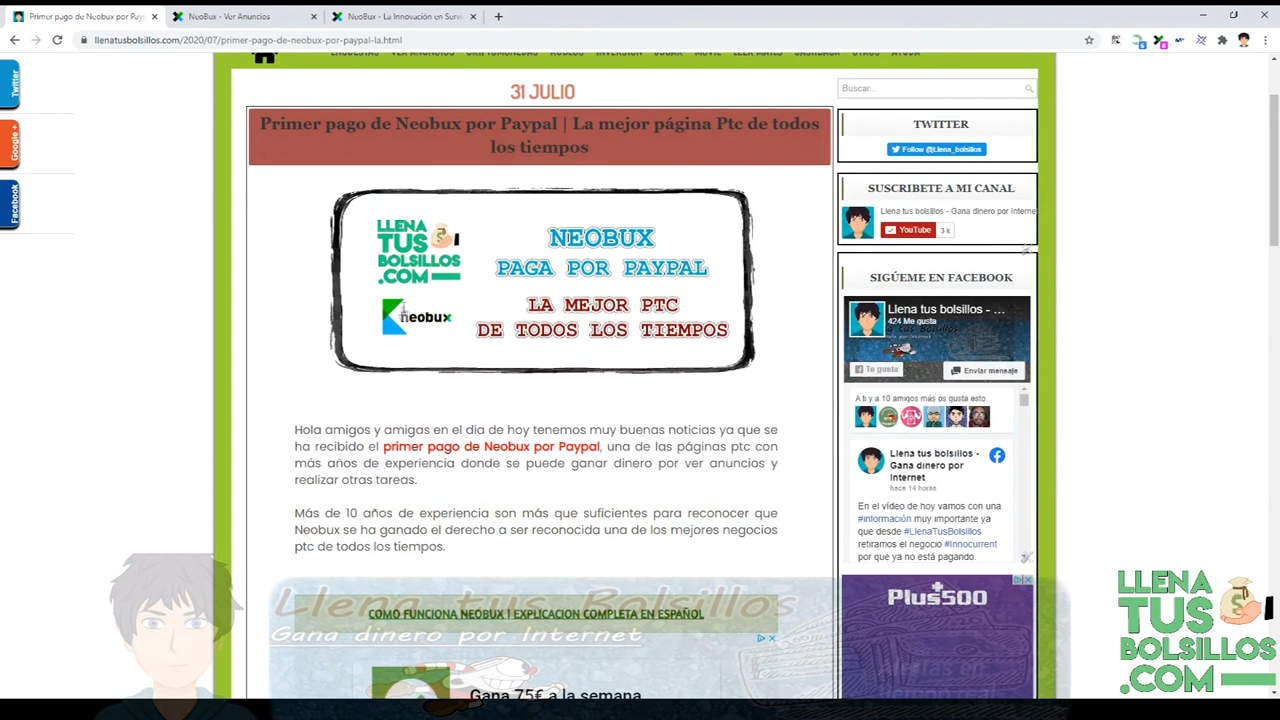 Primer pago de Neobux por Pay
NeoBux - Ver Anuncios
NeoBux - La Innovación en Servi
llenatusbolsillos.com/2020/07/primer-pago-de-neobux-por-paypal-la.html
Twitter
Google +
Facebook
31 JULIO
Primer pago de Neobux por Paypal | La mejor página Ptc de todos
los tiempos
LLENA
TUS
BOLSILLOS
.COM
neobux
NEOBUX
PAGA POR PAYPAL
LA MEJOR PTC
DE TODOS LOS TIEMPOS
Hola amigos y amigas en el día de hoy tenemos muy buenas noticias ya que se
ha recibido el primer pago de Neobux por Paypal, una de las páginas ptc con
más años de experiencia donde se puede ganar dinero por ver anuncios y
realizar otras tareas.
Más de 10 años de experiencia son más que suficientes para reconocer que
Neobux se ha ganado el derecho a ser reconocida una de los mejores negocios
ptc de todos los tiempos.
Llena tus Bolsillos
COMO FUNCIONA NEOBUX | EXPLICACION COMPLETA EN ESPAÑOL
Gana dinero por Internet
Gana 75€ a la semana
Buscar...
TWITTER
Follow @Llena_bolsillos
SUSCRIBETE A MI CANAL
Llena tus bolsillos - Gana dinero por Interne
YouTube 3 k
SIGÚEME EN FACEBOOK
Llena tus bolsillos - ...
424 Me gusta
Te gusta
Enviar mensaje
A ti y a 10 amigos más os gusta esto
Llena tus bolsillos -
Gana dinero por
Internet
hace 14 horas
En el vídeo de hoy vamos con una
#información muy importante ya
que desde #LlenaTusBolsillos
retiramos el negocio #Innocurrent
por que ya no está pagando.
Plus500
LLENA
TUS
BOLSILLOS
.COM